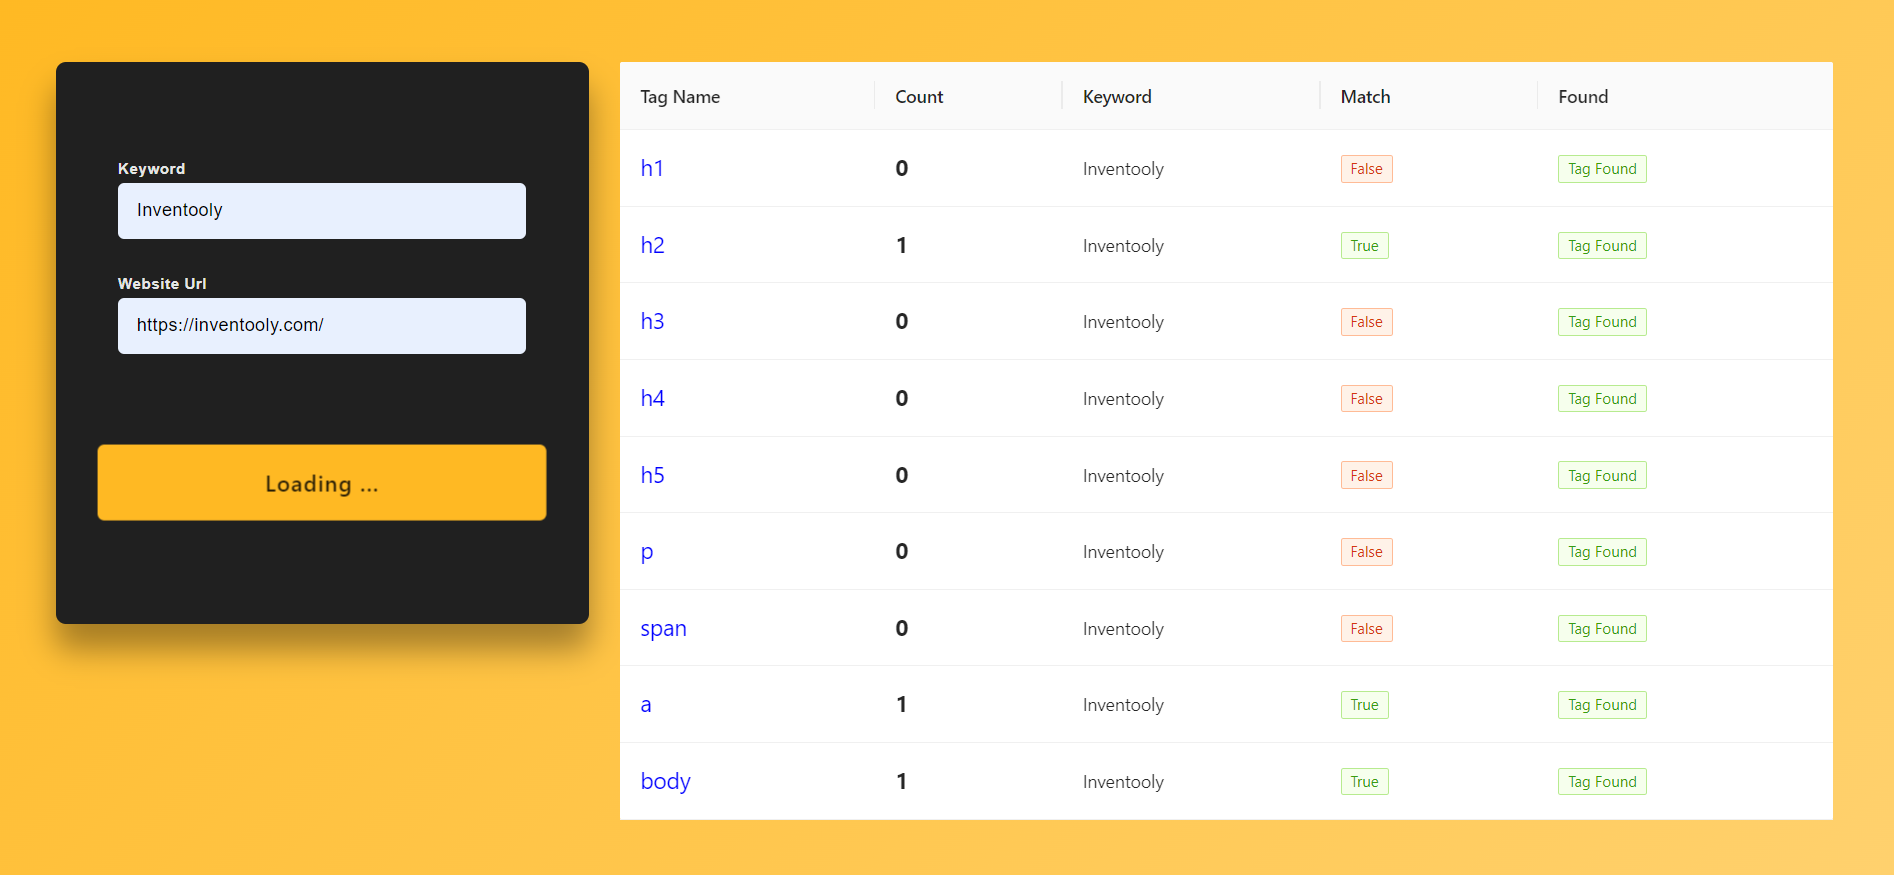 Keyword
Inventooly
Website Url
https://inventooly.com/
Loading ...
Tag Name Count Keyword Match Found
h1 0 Inventooly False Tag Found
h2 1 Inventooly True Tag Found
h3 0 Inventooly False Tag Found
h4 0 Inventooly False Tag Found
h5 0 Inventooly False Tag Found
p 0 Inventooly False Tag Found
span 0 Inventooly False Tag Found
a 1 Inventooly True Tag Found
body 1 Inventooly True Tag Found